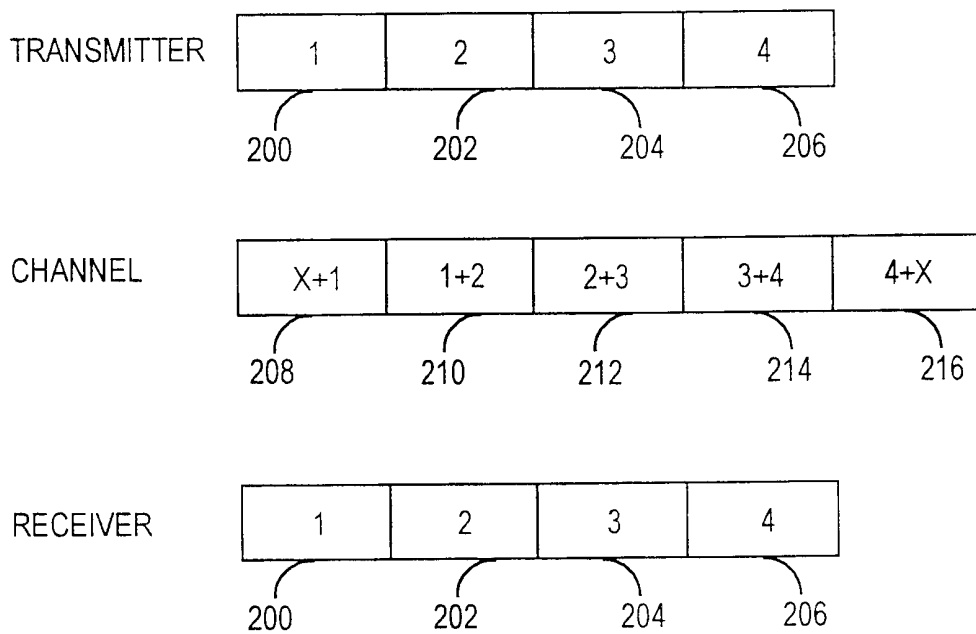 TRANSMITTER 1 2 3 4
200 202 204 206
CHANNEL X+1 1+2 2+3 3+4 4+X
208 210 212 214 216
RECEIVER 1 2 3 4
200 202 204 206